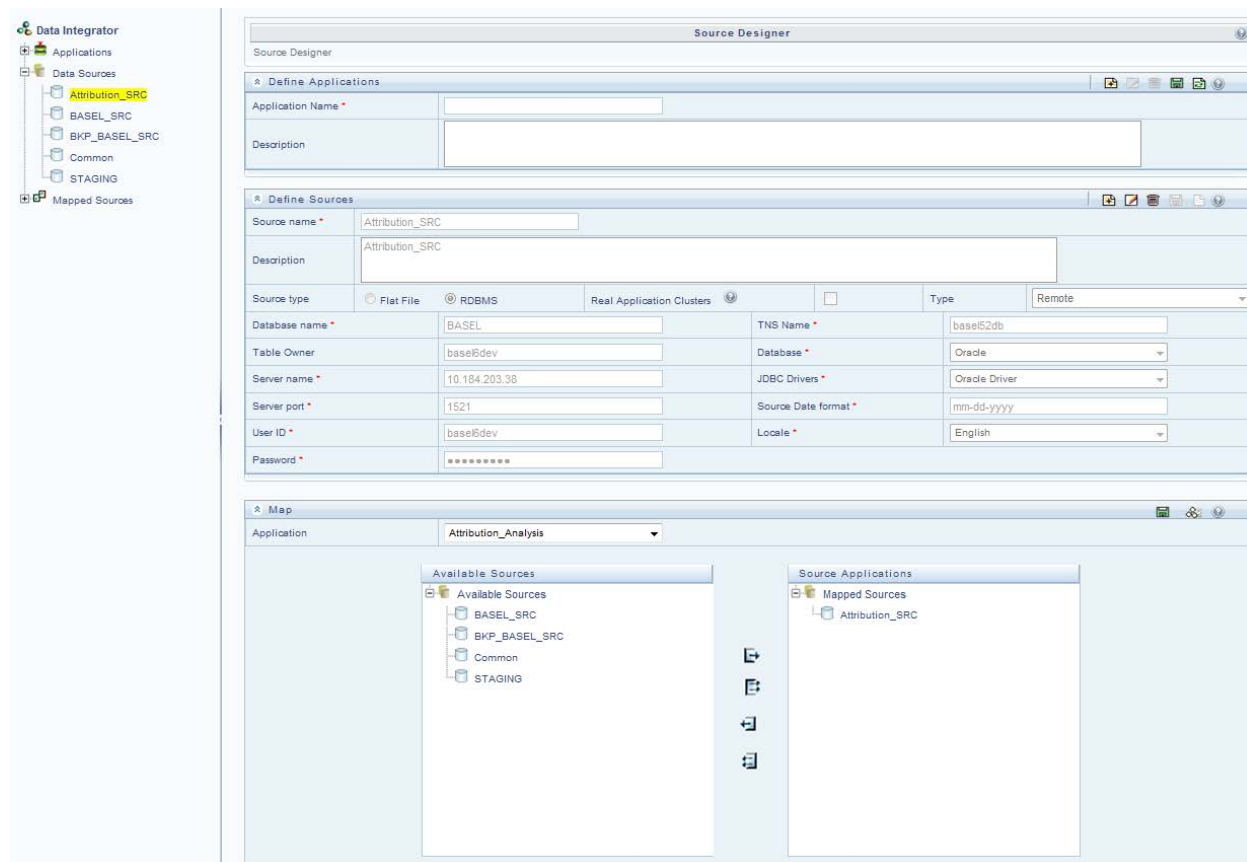 Data Integrator
Applications
Data Sources
Attribution_SRC
BASEL_SRC
BKP_BASEL_SRC
Common
STAGING
Mapped Sources
Source Designer
Source Designer
Define Applications
Application Name *
Description
Define Sources
Source name * Attribution_SRC
Description Attribution_SRC
Source type Flat File RDBMS Real Application Clusters Type Remote
Database name * BASEL TNS Name * basel52db
Table Owner basel6dev Database * Oracle
Server name * 10.184.203.38 JDBC Drivers * Oracle Driver
Server port * 1521 Source Date format * mm-dd-yyyy
User ID * basel6dev Locale * English
Password * •••••••••
Map
Application Attribution_Analysis
Available Sources
Available Sources
BASEL_SRC
BKP_BASEL_SRC
Common
STAGING
Source Applications
Mapped Sources
Attribution_SRC